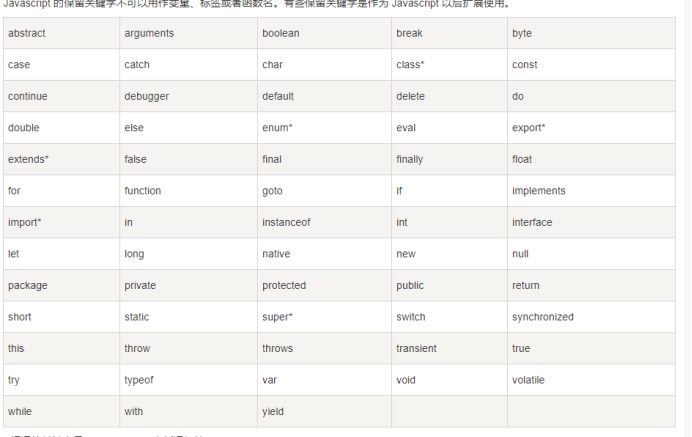 Javascript 的保留关键字不可以用作变量、标签或者函数名。有些保留关键字是作为 Javascript 以后扩展使用。
abstract arguments boolean break byte
case catch char class* const
continue debugger default delete do
double else enum* eval export*
extends* false final finally float
for function goto if implements
import* in instanceof int interface
let long native new null
package private protected public return
short static super* switch synchronized
this throw throws transient true
try typeof var void volatile
while with yield